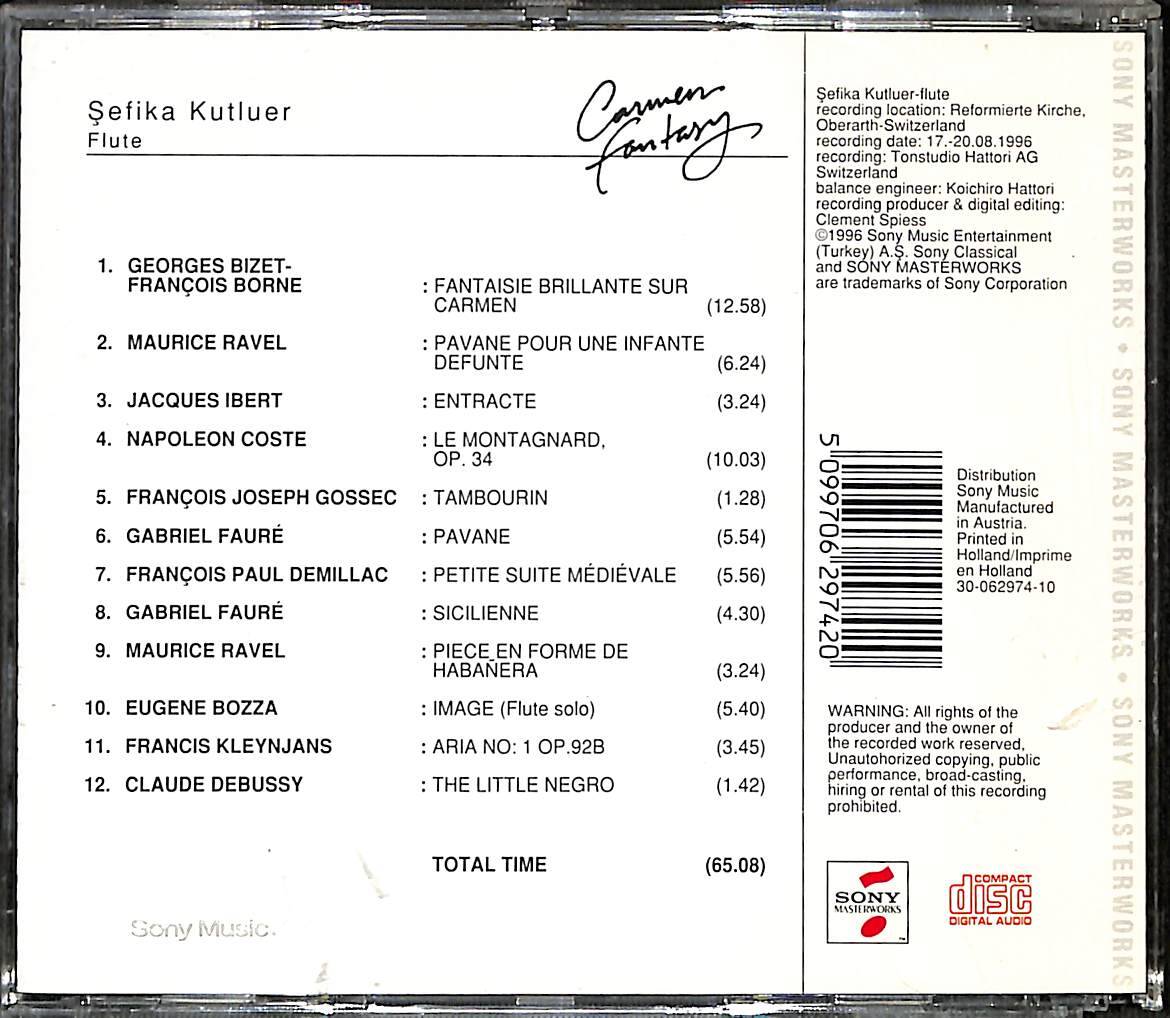 Şefika Kutluer
Flute
Carmen
Fantasy
1. GEORGES BIZET-
FRANÇOIS BORNE : FANTAISIE BRILLANTE SUR
CARMEN (12.58)
2. MAURICE RAVEL : PAVANE POUR UNE INFANTE
DEFUNTE (6.24)
3. JACQUES IBERT : ENTRACTE (3.24)
4. NAPOLEON COSTE : LE MONTAGNARD,
OP. 34 (10.03)
5. FRANÇOIS JOSEPH GOSSEC : TAMBOURIN (1.28)
6. GABRIEL FAURÉ : PAVANE (5.54)
7. FRANÇOIS PAUL DEMILLAC : PETITE SUITE MÉDIÉVALE (5.56)
8. GABRIEL FAURÉ : SICILIENNE (4.30)
9. MAURICE RAVEL : PIECE EN FORME DE
HABAÑERA (3.24)
10. EUGENE BOZZA : IMAGE (Flute solo) (5.40)
11. FRANCIS KLEYNJANS : ARIA NO: 1 OP.92B (3.45)
12. CLAUDE DEBUSSY : THE LITTLE NEGRO (1.42)
TOTAL TIME (65.08)
Sony Music.
Şefika Kutluer-flute
recording location: Reformierte Kirche,
Oberarth-Switzerland
recording date: 17.-20.08.1996
recording: Tonstudio Hattori AG
Switzerland
balance engineer: Koichiro Hattori
recording producer & digital editing:
Clement Spiess
©1996 Sony Music Entertainment
(Turkey) A.Ş. Sony Classical
and SONY MASTERWORKS
are trademarks of Sony Corporation
5 099706 297420
Distribution
Sony Music
Manufactured
in Austria.
Printed in
Holland/Imprime
en Holland
30-062974-10
WARNING: All rights of the
producer and the owner of
the recorded work reserved,
Unautohorized copying, public
performance, broad-casting,
hiring or rental of this recording
prohibited.
SONY
MASTERWORKS
™
COMPACT
disc
DIGITAL AUDIO
SONY MASTERWORKS • SONY MASTERWORKS • SONY MASTERWORKS